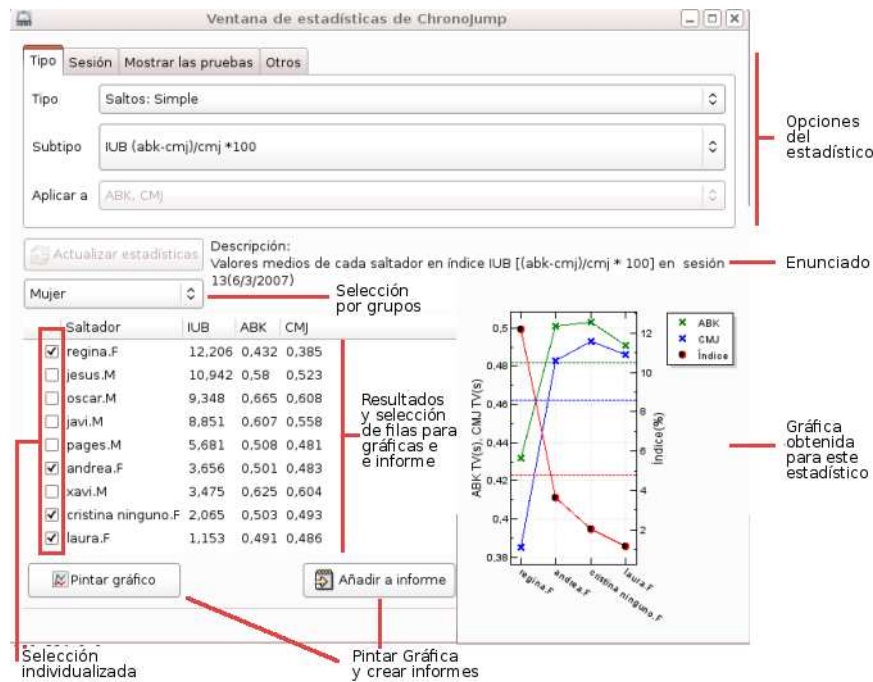 Ventana de estadísticas de ChronoJump
Tipo Sesión Mostrar las pruebas Otros
Tipo Saltos: Simple
Subtipo IUB (abk-cmj)/cmj *100
Aplicar a ABK, CMJ
Opciones
del
estadístico
Actualizar estadísticas
Descripción:
Valores medios de cada saltador en índice IUB [(abk-cmj)/cmj * 100] en sesión
13(6/3/2007)
Enunciado
Mujer
Selección
por grupos
Saltador IUB ABK CMJ
regina.F 12,206 0,432 0,385
jesus.M 10,942 0,58 0,523
oscar.M 9,348 0,665 0,608
javi.M 8,851 0,607 0,558
pages.M 5,681 0,508 0,481
andrea.F 3,656 0,501 0,483
xavi.M 3,475 0,625 0,604
cristina ninguno.F 2,065 0,503 0,493
laura.F 1,153 0,491 0,486
Resultados
y selección
de filas para
gráficas e
e informe
ABK TV(s), CMJ TV(s)
0,5
0,48
0,46
0,44
0,42
0,4
0,38
12
10
8
6
4
2
Índice(%)
regina.F
andrea.F
cristina ninguno.F
laura.F
ABK
CMJ
Índice
Gráfica
obtenida
para este
estadístico
Pintar gráfico
Añadir a informe
Selección
individualizada
Pintar Gráfica
y crear informes